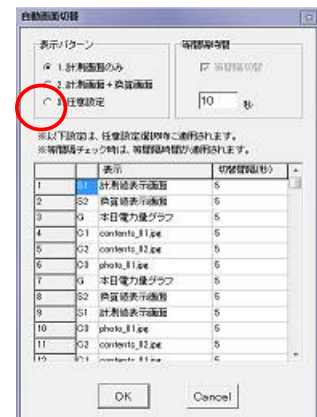 自動画面切替
表示パターン
1.計測画面のみ
2.計測画面+換算画面
3.任意設定
等間隔時間
等間隔切替
10 秒
※以下設定は、任意設定選択時に適用されます。
※等間隔チェック時は、等間隔時間が適用されます。
表示 切替間隔(秒)
1 S1 計測値表示画面 5
2 S2 換算値表示画面 5
3 G 本日電力量グラフ 5
4 C1 contents_01.jpg 5
5 C2 contents_02.jpg 5
6 C3 photo_01.jpg 5
7 G 本日電力量グラフ 5
8 S2 換算値表示画面 5
9 S1 計測値表示画面 5
10 C3 photo_01.jpg 5
11 C2 contents_02.jpg 5
12 C1 contents_01.jpg 5
OK Cancel